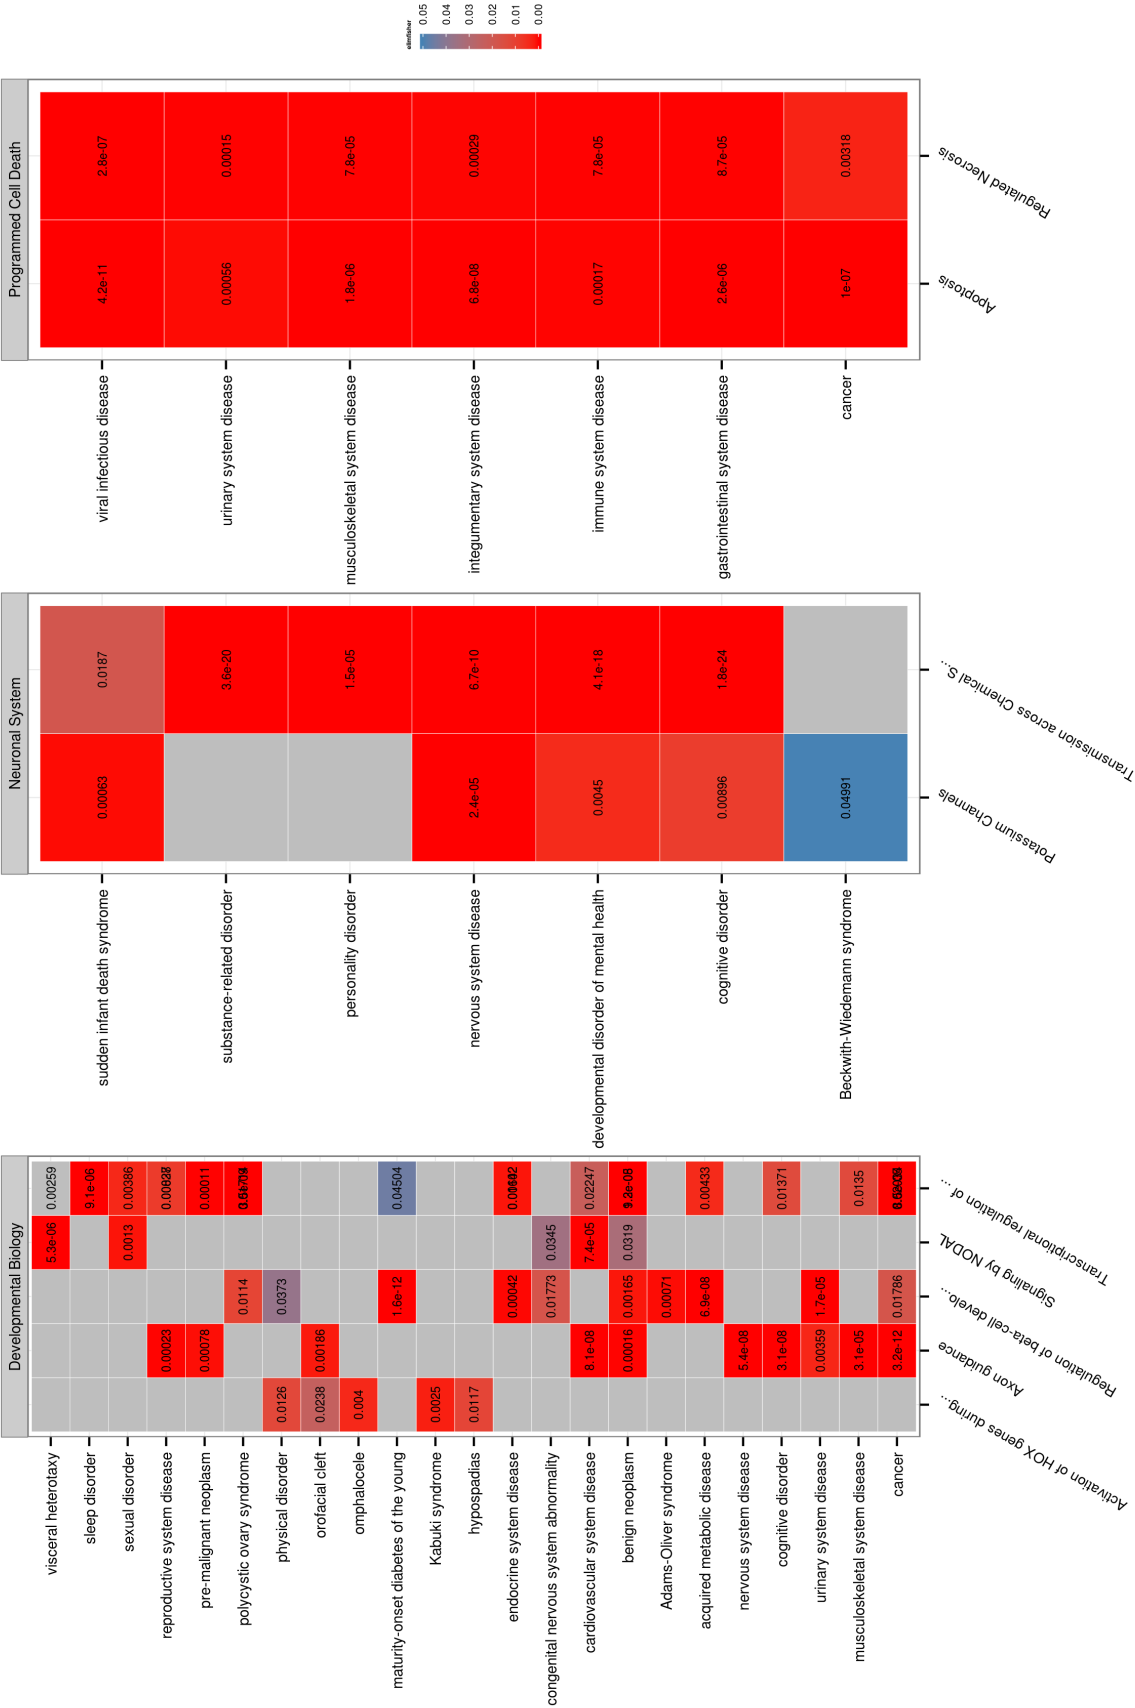 Developmental Biology
visceral heterotaxy
5.3e-06
0.00259
sleep disorder
9.1e-05
sexual disorder
0.0013
0.00386
reproductive system disease
0.00023
pre-malignant neoplasm
0.00078
0.00011
polycystic ovary syndrome
0.0114
physical disorder
0.0126
0.0373
orofacial cleft
0.0238
0.00186
omphalocele
0.004
maturity-onset diabetes of the young
1.6e-12
0.04504
Kabuki syndrome
0.0025
hypospadias
0.0117
endocrine system disease
0.00042
congenital nervous system abnormality
0.01773
0.0345
cardiovascular system disease
8.1e-08
7.4e-05
0.02247
benign neoplasm
0.00016
0.00165
0.0319
Adams-Oliver syndrome
0.00071
acquired metabolic disease
6.9e-08
0.00433
nervous system disease
5.4e-08
cognitive disorder
3.1e-08
0.01371
urinary system disease
0.00359
1.7e-05
musculoskeletal system disease
3.1e-05
0.0135
cancer
3.2e-12
0.01786
Activation of HOX genes during...
Axon guidance
Regulation of beta-cell develo...
Signaling by NODAL
Transcriptional regulation of ...
Neuronal System
sudden infant death syndrome
0.00063
0.0187
substance-related disorder
3.6e-20
personality disorder
1.5e-05
nervous system disease
2.4e-05
6.7e-10
developmental disorder of mental health
0.0045
4.1e-18
cognitive disorder
0.00896
1.8e-24
Beckwith-Wiedemann syndrome
0.04991
Potassium Channels
Transmission across Chemical S...
Programmed Cell Death
viral infectious disease
4.2e-11
2.8e-07
urinary system disease
0.00056
0.00015
musculoskeletal system disease
1.8e-06
7.8e-05
integumentary system disease
6.8e-08
0.00029
immune system disease
0.00017
7.8e-05
gastrointestinal system disease
2.6e-06
8.7e-05
cancer
1e-07
0.00318
Apoptosis
Regulated Necrosis
elimfisher
0.05
0.04
0.03
0.02
0.01
0.00